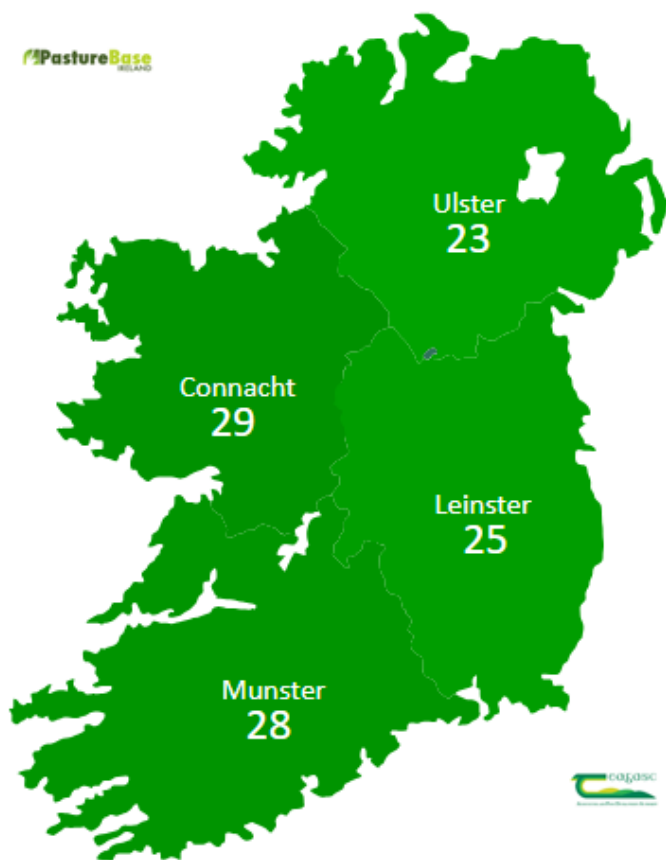 PastureBase
IRELAND
Ulster
23
Connacht
29
Leinster
25
Munster
28
teagasc